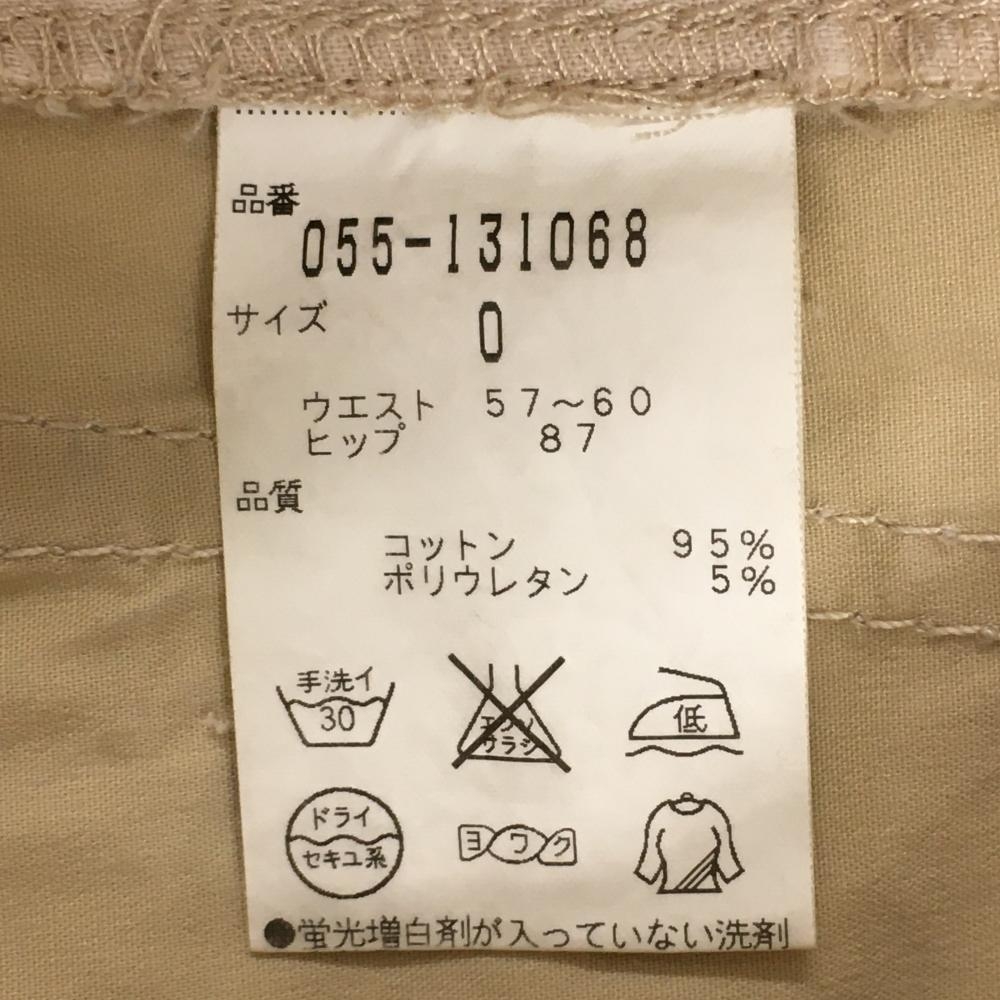 品番
055-131068
サイズ 0
ウエスト 57～60
ヒップ 87
品質
コットン 95%
ポリウレタン 5%
手洗イ
30
エンソ
サラシ
低
ドライ
セキユ系
ヨワク
●蛍光増白剤が入っていない洗剤